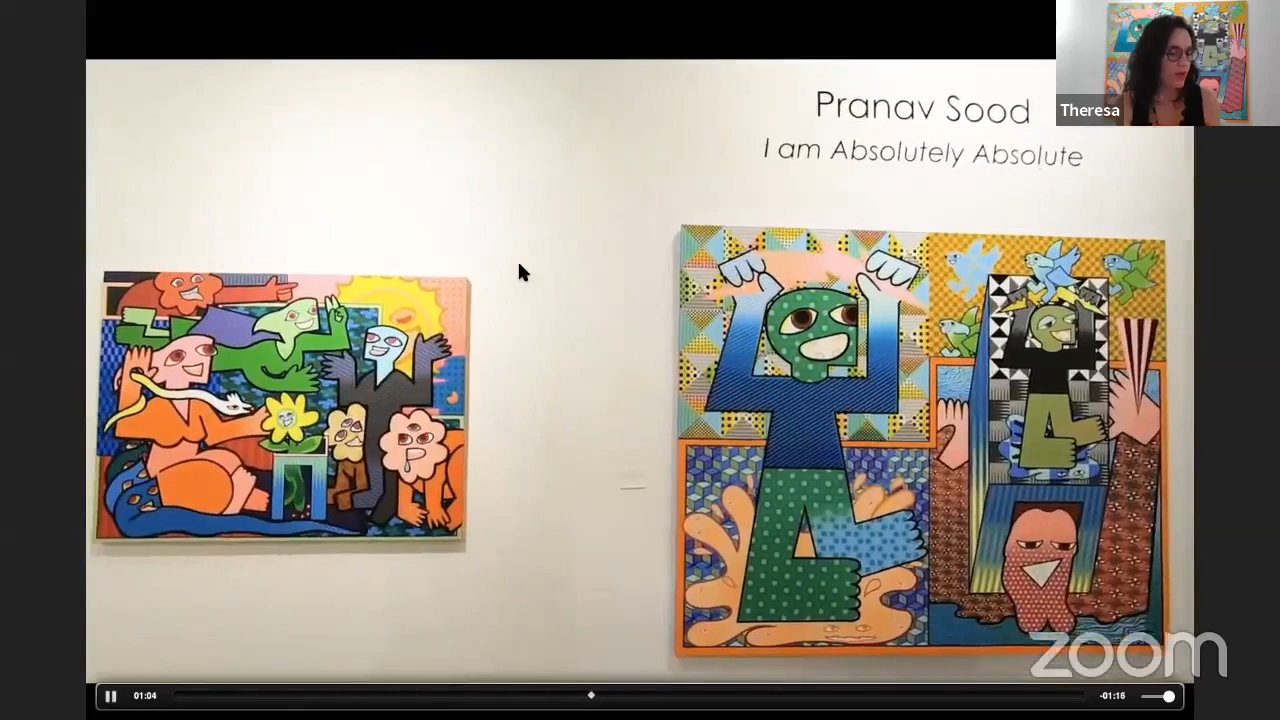 Pranav Sood
I am Absolutely Absolute
Theresa
zoom
01:04
-01:16